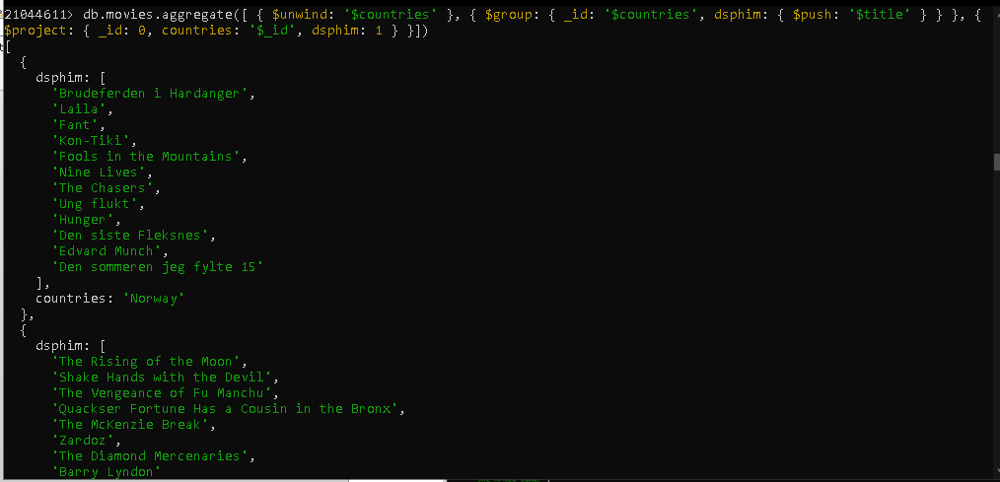 21044611> db.movies.aggregate([ { $unwind: '$countries' }, { $group: { _id: '$countries', dsphim: { $push: '$title' } } }, {
$project: { _id: 0, countries: '$_id', dsphim: 1 } }])
[
{
dsphim: [
'Brudeferden i Hardanger',
'Laila',
'Fant',
'Kon-Tiki',
'Fools in the Mountains',
'Nine Lives',
'The Chasers',
'Ung flukt',
'Hunger',
'Den siste Fleksnes',
'Edvard Munch',
'Den sommeren jeg fylte 15'
],
countries: 'Norway'
},
{
dsphim: [
'The Rising of the Moon',
'Shake Hands with the Devil',
'The Vengeance of Fu Manchu',
'Quackser Fortune Has a Cousin in the Bronx',
'The McKenzie Break',
'Zardoz',
'The Diamond Mercenaries',
'Barry Lyndon'